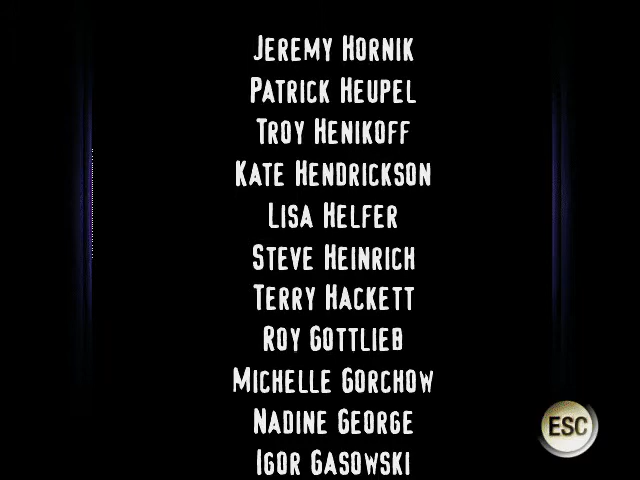 JEREMY HORNIK
PATRICK HEUPEL
TROY HENIKOFF
KATE HENDRICKSON
LISA HELFER
STEVE HEINRICH
TERRY HACKETT
ROY GOTTLIEB
MICHELLE GORCHOW
NADINE GEORGE
ESC
IGOR GASOWSKI